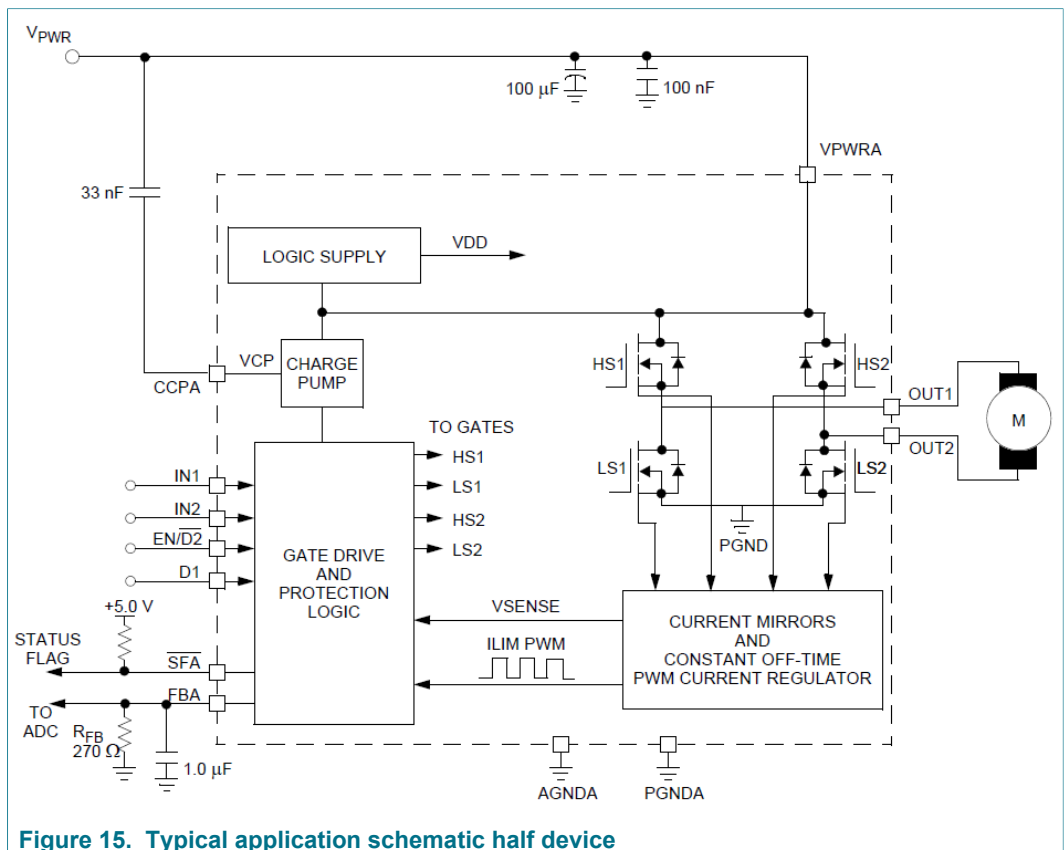 VPWR
100 μF
100 nF
VPWRA
33 nF
LOGIC SUPPLY
VDD
VCP
CHARGE
PUMP
CCPA
HS1
HS2
OUT1
M
OUT2
TO GATES
HS1
LS1
HS2
LS2
LS1
LS2
PGND
IN1
IN2
EN/D2
D1
+5.0 V
GATE DRIVE
AND
PROTECTION
LOGIC
VSENSE
ILIM PWM
CURRENT MIRRORS
AND
CONSTANT OFF-TIME
PWM CURRENT REGULATOR
STATUS
FLAG
SFA
FBA
TO
ADC
RFB
270 Ω
1.0 μF
AGNDA
PGNDA
Figure 15. Typical application schematic half device